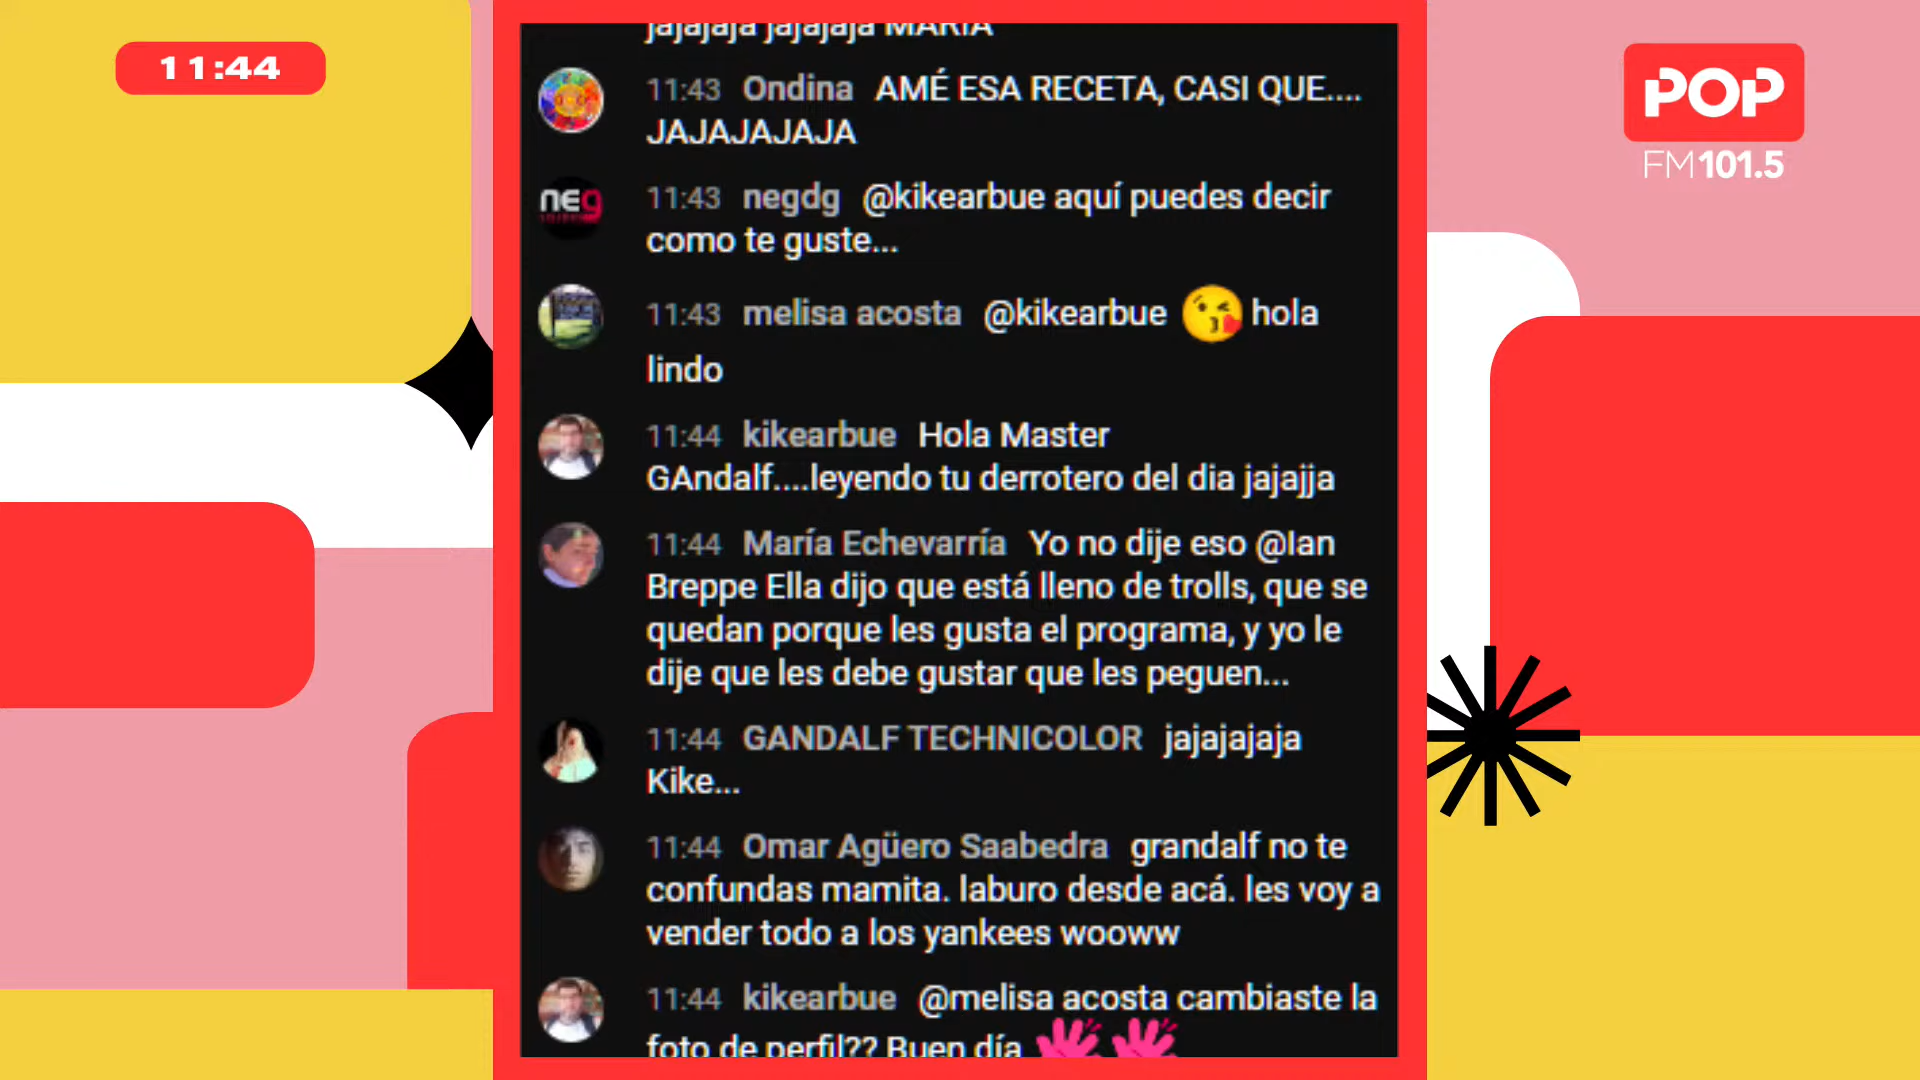 11:44
POP
FM101.5
jajajaja jajajaja MARIA
11:43 Ondina AMÉ ESA RECETA, CASI QUE....
JAJAJAJAJA
neg
11:43 negdg @kikearbue aquí puedes decir
como te guste...
11:43 melisa acosta @kikearbue 😘 hola
lindo
11:44 kikearbue Hola Master
GAndalf....leyendo tu derrotero del dia jajajja
11:44 María Echevarría Yo no dije eso @Ian
Breppe Ella dijo que está lleno de trolls, que se
quedan porque les gusta el programa, y yo le
dije que les debe gustar que les peguen...
11:44 GANDALF TECHNICOLOR jajajajaja
Kike...
11:44 Omar Agüero Saabedra grandalf no te
confundas mamita. laburo desde acá. les voy a
vender todo a los yankees wooww
11:44 kikearbue @melisa acosta cambiaste la
foto de perfil?? Buen día